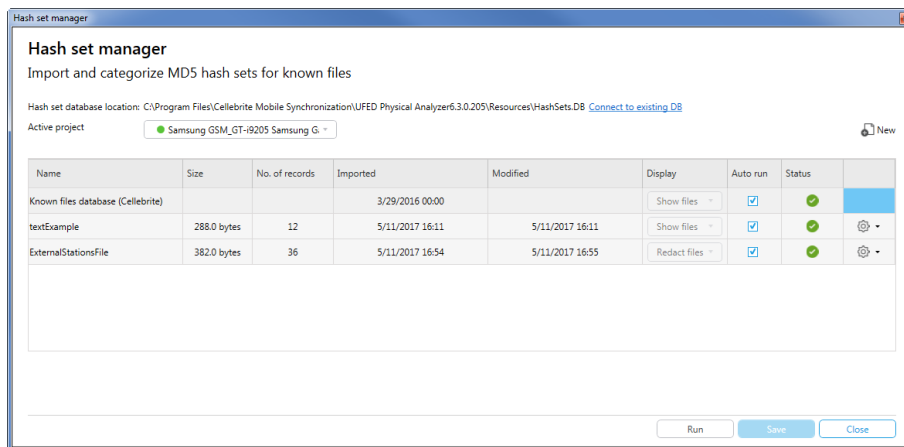 Hash set manager
Hash set manager
Import and categorize MD5 hash sets for known files
Hash set database location: C:\Program Files\Cellebrite Mobile Synchronization\UFED Physical Analyzer6.3.0.205\Resources\HashSets.DB Connect to existing DB
Active project Samsung GSM_GT-i9205 Samsung G. New
Name Size No. of records Imported Modified Display Auto run Status
Known files database (Cellebrite) 3/29/2016 00:00 Show files
textExample 288.0 bytes 12 5/11/2017 16:11 5/11/2017 16:11 Show files
ExternalStationsFile 382.0 bytes 36 5/11/2017 16:54 5/11/2017 16:55 Redact files
Run Save Close